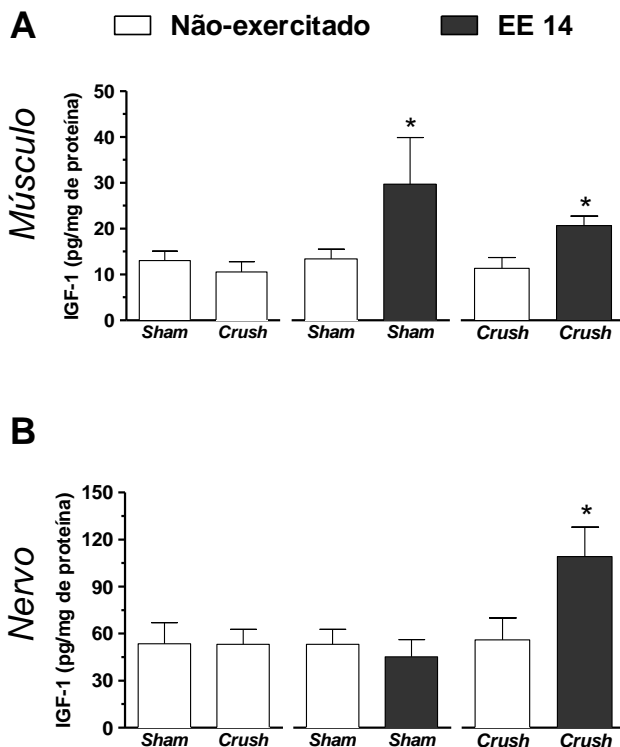 A
Não-exercitado
EE 14
Músculo
IGF-1 (pg/mg de proteína)
50
40
30
20
10
0
*
*
Sham
Crush
Sham
Sham
Crush
Crush
B
Nervo
IGF-1 (pg/mg de proteína)
150
120
90
60
30
0
*
Sham
Crush
Sham
Sham
Crush
Crush